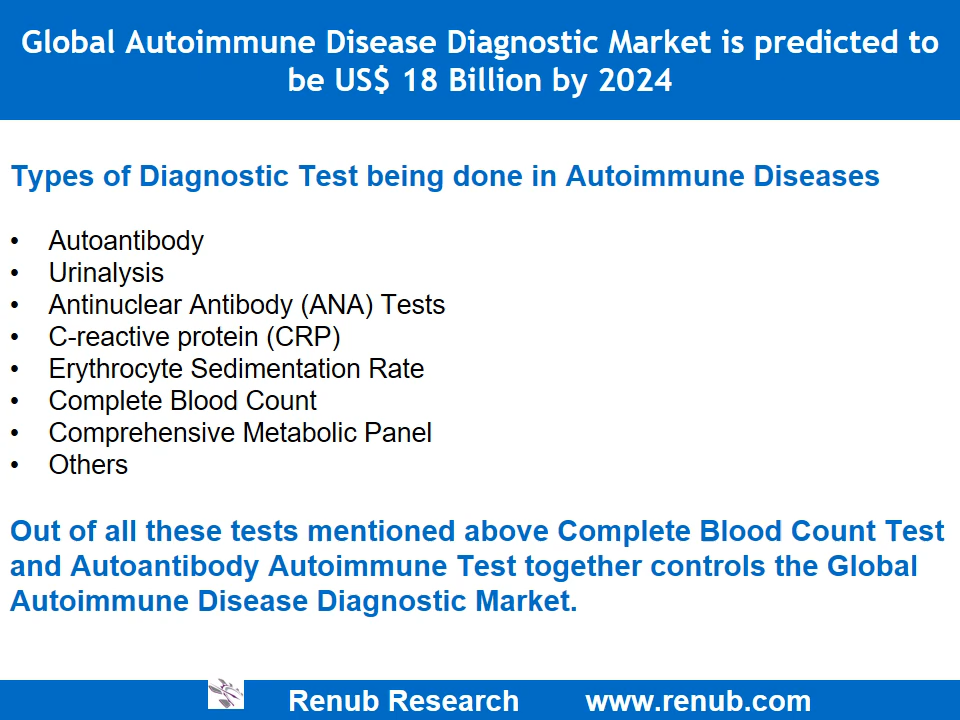 Global Autoimmune Disease Diagnostic Market is predicted to
be US$ 18 Billion by 2024
Types of Diagnostic Test being done in Autoimmune Diseases
• Autoantibody
• Urinalysis
• Antinuclear Antibody (ANA) Tests
• C-reactive protein (CRP)
• Erythrocyte Sedimentation Rate
• Complete Blood Count
• Comprehensive Metabolic Panel
• Others
Out of all these tests mentioned above Complete Blood Count Test
and Autoantibody Autoimmune Test together controls the Global
Autoimmune Disease Diagnostic Market.
Renub Research www.renub.com